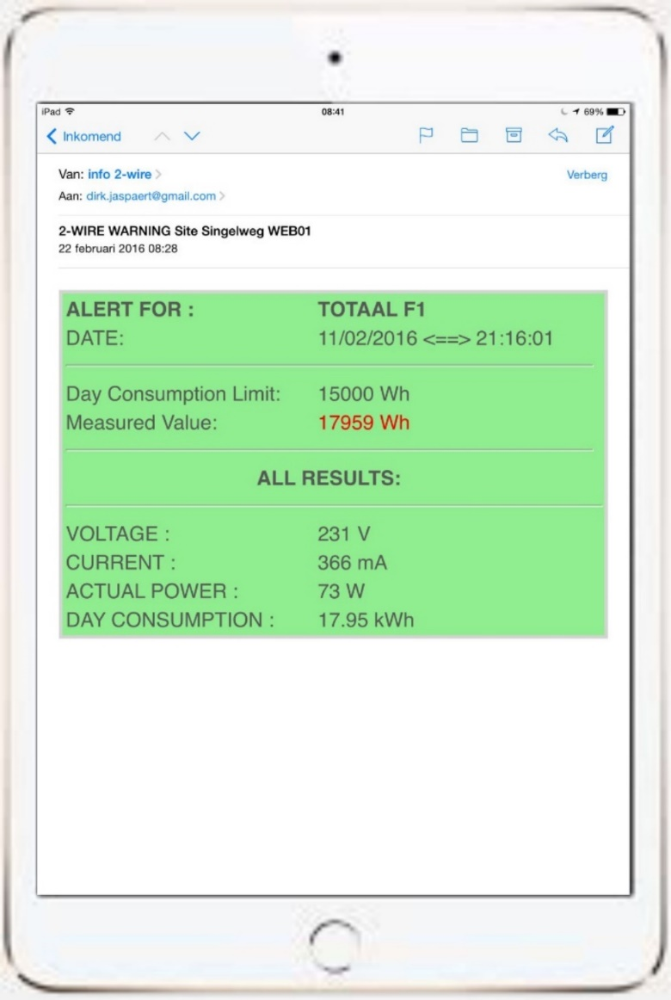 iPad 08:41 69%
Inkomend
Van: info 2-wire Verberg
Aan: dirk.jaspaert@gmail.com
2-WIRE WARNING Site Singelweg WEB01
22 februari 2016 08:28
ALERT FOR : TOTAAL F1
DATE: 11/02/2016 <==> 21:16:01
Day Consumption Limit: 15000 Wh
Measured Value: 17959 Wh
ALL RESULTS:
VOLTAGE : 231 V
CURRENT : 366 mA
ACTUAL POWER : 73 W
DAY CONSUMPTION : 17.95 kWh